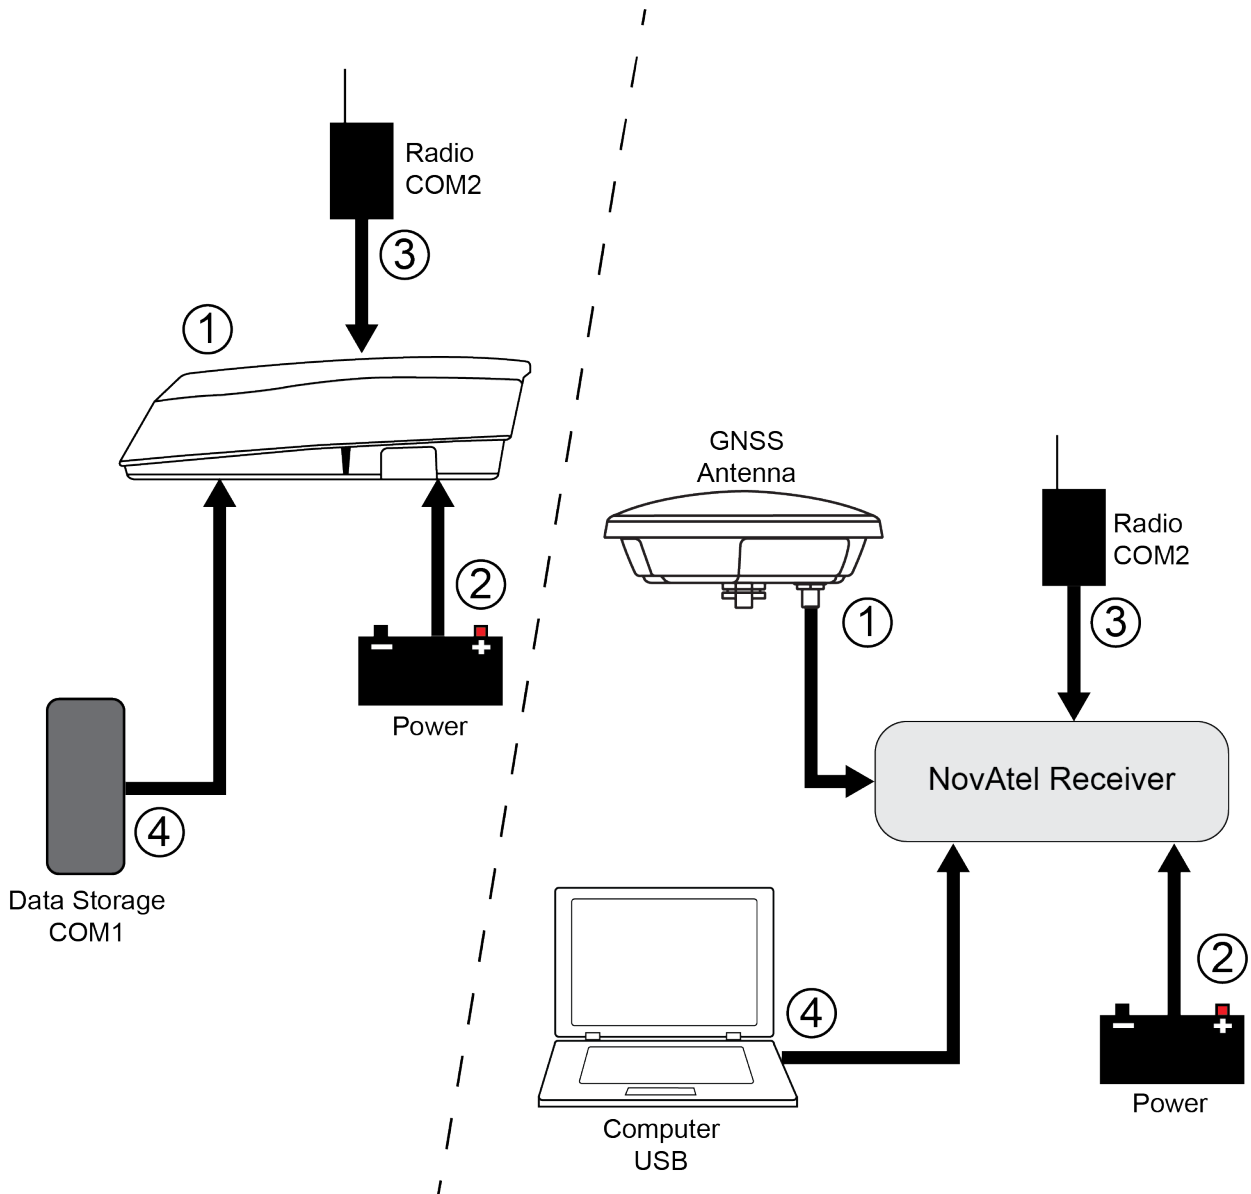 Radio
COM2
3
1
2
Power
4
Data Storage
COM1
GNSS
Antenna
1
Radio
COM2
3
NovAtel Receiver
2
4
Power
Computer
USB